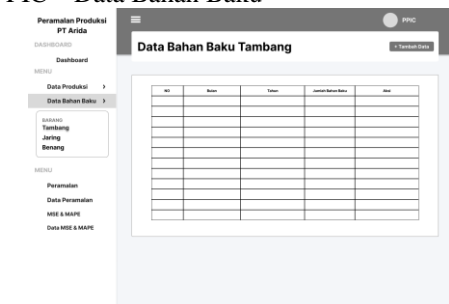 PIC – Data Bahan Baku
Peramalan Produksi
PT Arida
DASHBOARD
Dashboard
MENU
Data Produksi >
Data Bahan Baku >
BARANG
Tambang
Jaring
Benang
MENU
Peramalan
Data Peramalan
MSE & MAPE
Data MSE & MAPE
PPIC
Data Bahan Baku Tambang
+ Tambah Data
NO Bulan Tahun Jumlah Bahan Baku Aksi